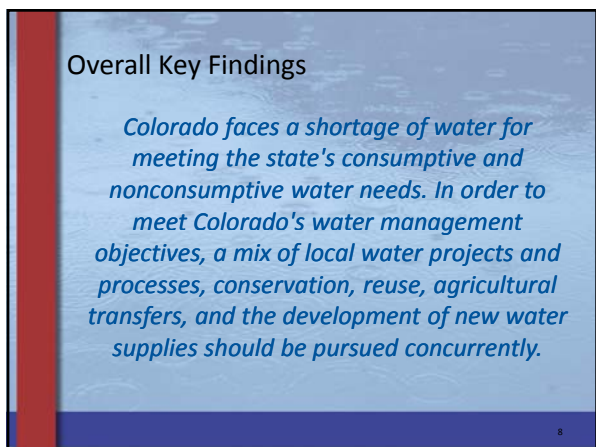 Overall Key Findings
Colorado faces a shortage of water for
meeting the state's consumptive and
nonconsumptive water needs. In order to
meet Colorado's water management
objectives, a mix of local water projects and
processes, conservation, reuse, agricultural
transfers, and the development of new water
supplies should be pursued concurrently.
8